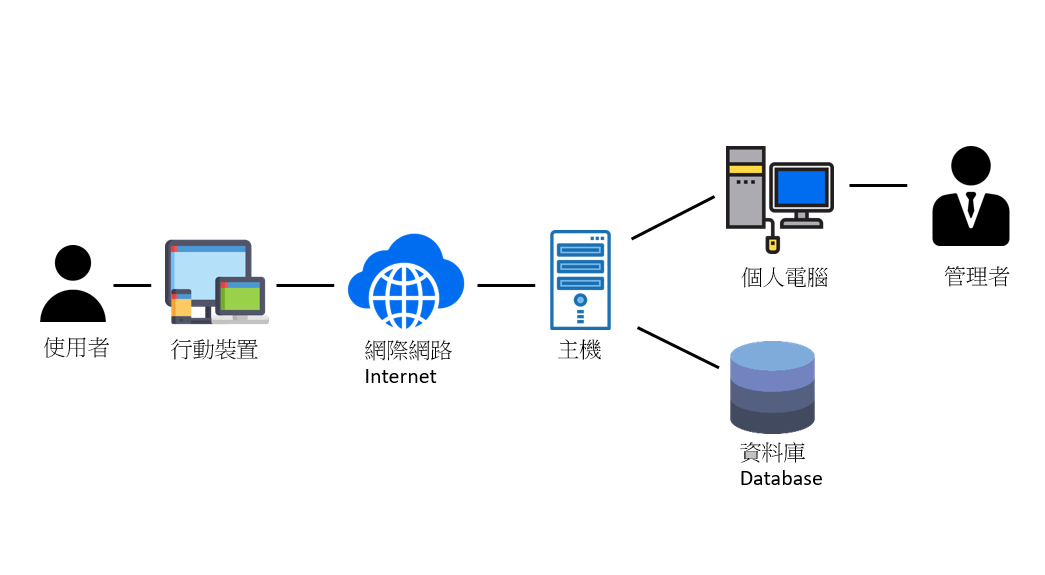 使用者
行動裝置
網際網路
Internet
主機
個人電腦
管理者
資料庫
Database